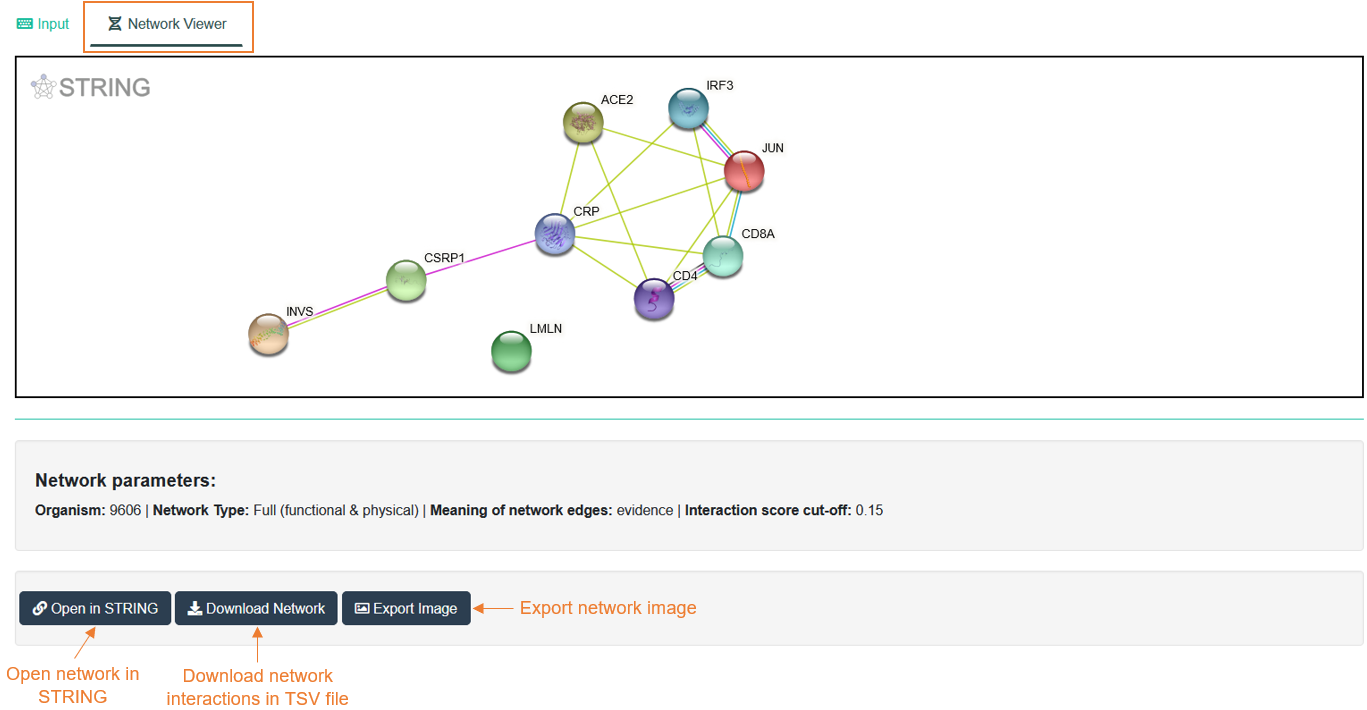 Input
Network Viewer
STRING
ACE2
IRF3
JUN
CRP
CD8A
CSRP1
CD4
INVS
LMLN
Network parameters:
Organism: 9606 | Network Type: Full (functional & physical) | Meaning of network edges: evidence | Interaction score cut-off: 0.15
Open in STRING
Download Network
Export Image
Export network image
Open network in
STRING
Download network
interactions in TSV file